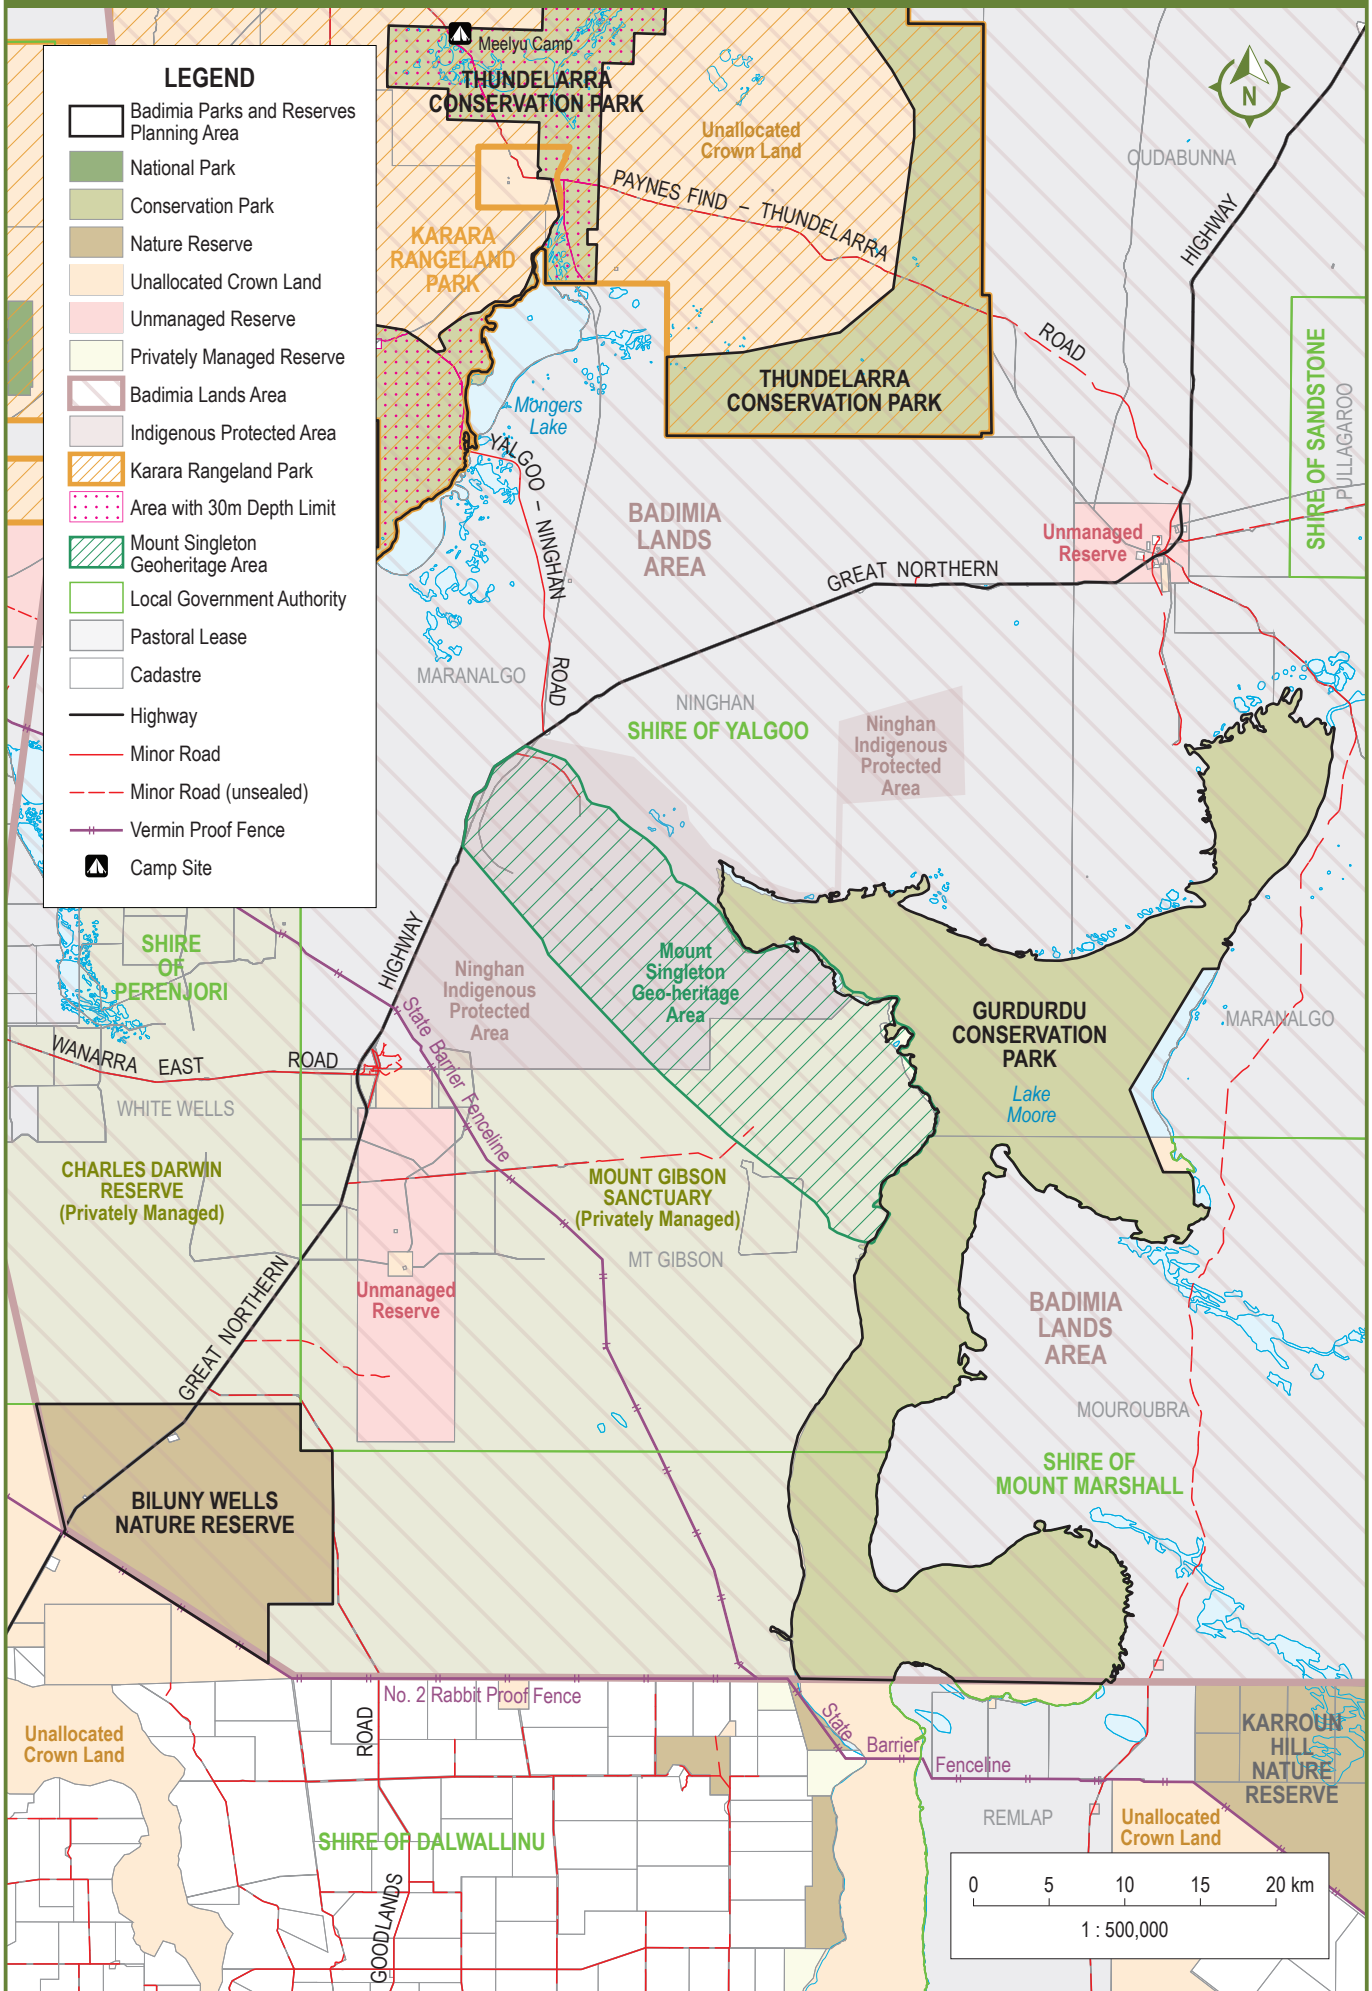 LEGEND
Badimia Parks and Reserves
Planning Area
National Park
Conservation Park
Nature Reserve
Unallocated Crown Land
Unmanaged Reserve
Privately Managed Reserve
Badimia Lands Area
Indigenous Protected Area
Karara Rangeland Park
Area with 30m Depth Limit
Mount Singleton
Geoheritage Area
Local Government Authority
Pastoral Lease
Cadastre
Highway
Minor Road
Minor Road (unsealed)
Vermin Proof Fence
Camp Site
Meelyu Camp
THUNDELARRA
CONSERVATION PARK
Unallocated
Crown Land
N
OUDABUNNA
PAYNES FIND – THUNDELARRA
ROAD
HIGHWAY
KARARA
RANGELAND
PARK
THUNDELARRA
CONSERVATION PARK
SHIRE OF SANDSTONE
PULLAGAROO
Mongers
Lake
YALGOO – NINGHAN
ROAD
BADIMIA
LANDS
AREA
Unmanaged
Reserve
GREAT NORTHERN
MARANALGO
NINGHAN
SHIRE OF YALGOO
Ninghan
Indigenous
Protected
Area
SHIRE
OF
PERENJORI
HIGHWAY
Ninghan
Indigenous
Protected
Area
Mount
Singleton
Geo-heritage
Area
GURDURDU
CONSERVATION
PARK
Lake
Moore
MARANALGO
State Barrier Fenceline
WANARRA EAST ROAD
WHITE WELLS
CHARLES DARWIN
RESERVE
(Privately Managed)
MOUNT GIBSON
SANCTUARY
(Privately Managed)
MT GIBSON
Unmanaged
Reserve
GREAT NORTHERN
BADIMIA
LANDS
AREA
MOUROUBRA
SHIRE OF
MOUNT MARSHALL
BILUNY WELLS
NATURE RESERVE
No. 2 Rabbit Proof Fence
ROAD
State Barrier Fenceline
Unallocated
Crown Land
KARROUN
HILL
NATURE
RESERVE
REMLAP
Unallocated
Crown Land
SHIRE OF DALWALLINU
GOODLANDS
0 5 10 15 20 km
1 : 500,000